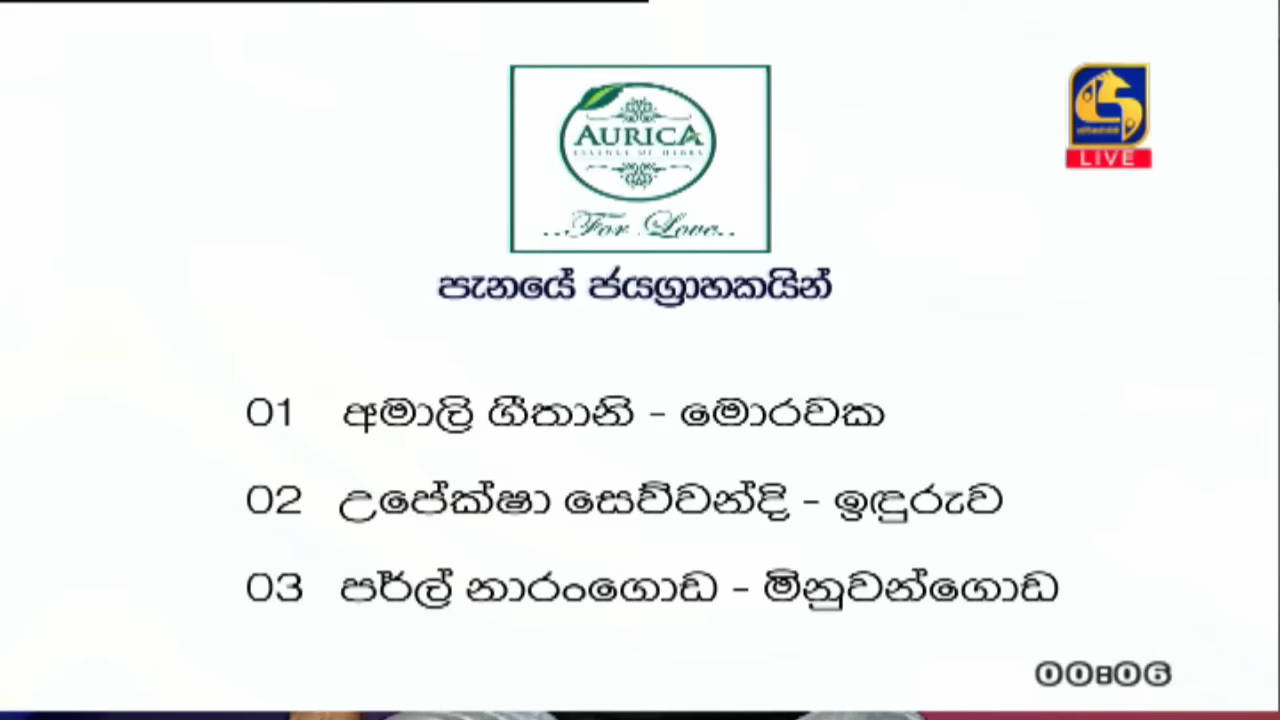 AURICA
ESSENCE OF HERBS
...For Love...
LIVE
පැනයේ ජයග්‍රාහකයින්
01 අමාලි ගීතානි - මොරවක
02 උපේක්ෂා සෙව්වන්දි - ඉඳුරුව
03 පර්ල් නාරංගොඩ - මිනුවන්ගොඩ
00:06